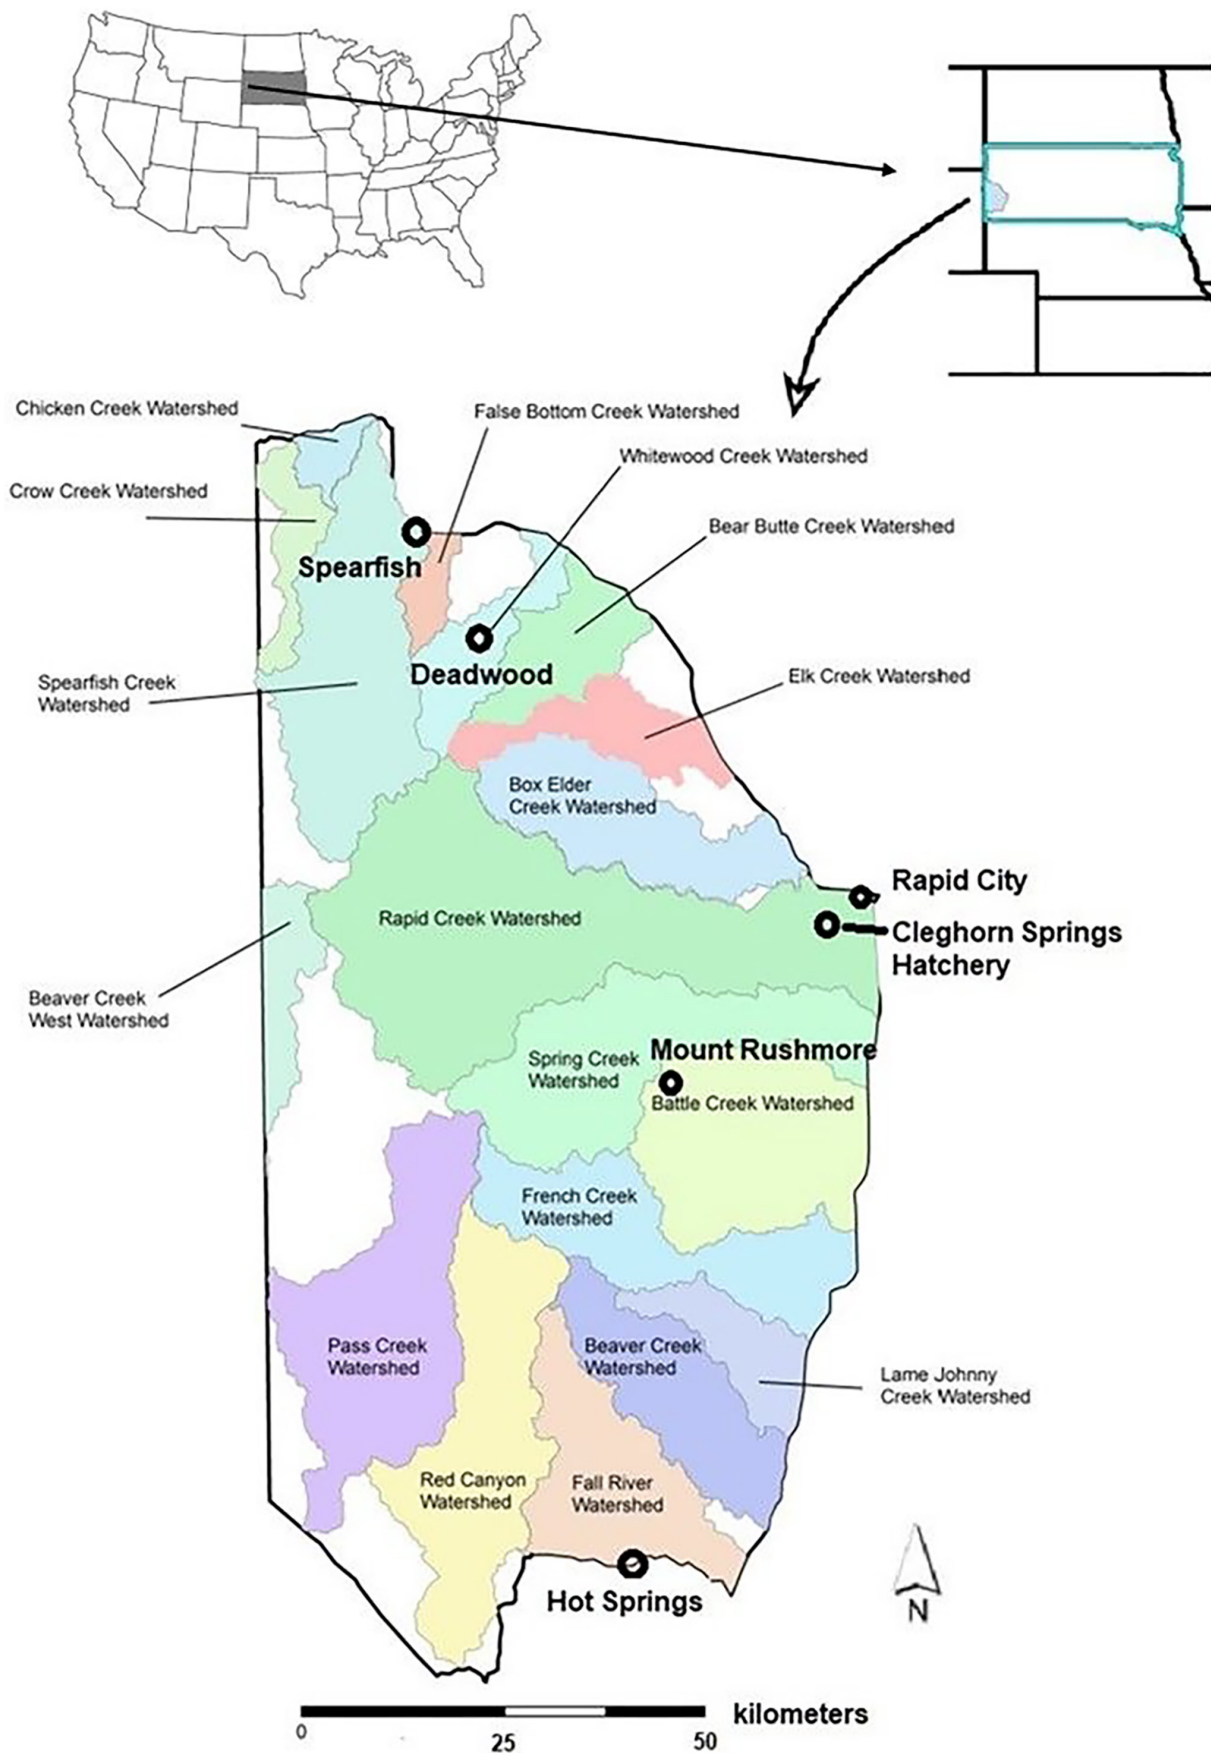 Chicken Creek Watershed
False Bottom Creek Watershed
Whitewood Creek Watershed
Crow Creek Watershed
Bear Butte Creek Watershed
Spearfish
Deadwood
Elk Creek Watershed
Spearfish Creek
Watershed
Box Elder
Creek Watershed
Rapid City
Rapid Creek Watershed
Cleghorn Springs
Hatchery
Beaver Creek
West Watershed
Mount Rushmore
Spring Creek
Watershed
Battle Creek Watershed
French Creek
Watershed
Pass Creek
Watershed
Beaver Creek
Watershed
Lame Johnny
Creek Watershed
Red Canyon
Watershed
Fall River
Watershed
Hot Springs
N
kilometers
0
25
50